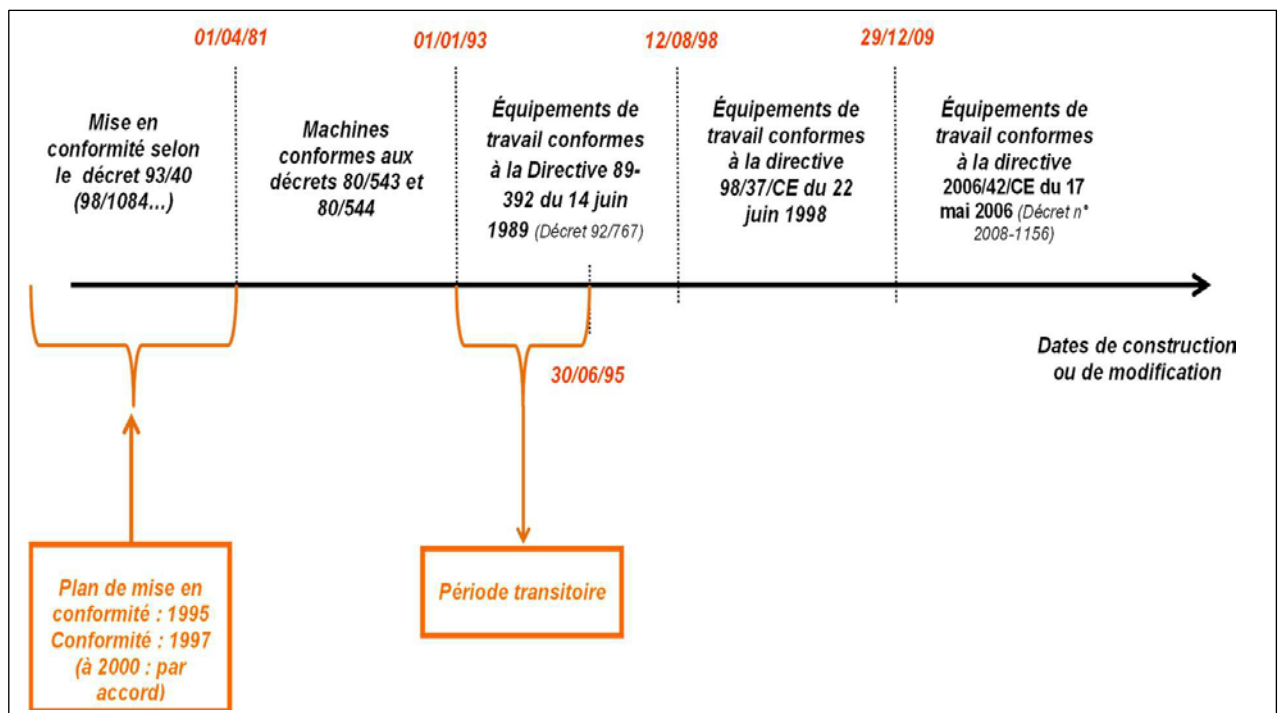 01/04/81
01/01/93
12/08/98
29/12/09
Mise en
conformité selon
le décret 93/40
(98/1084...)
Machines
conformes aux
décrets 80/543 et
80/544
Équipements de
travail conformes
à la Directive 89-
392 du 14 juin
1989 (Décret 92/767)
Équipements de
travail conformes
à la directive
98/37/CE du 22
juin 1998
Équipements de
travail conformes
à la directive
2006/42/CE du 17
mai 2006 (Décret n°
2008-1156)
30/06/95
Dates de construction
ou de modification
Plan de mise en
conformité : 1995
Conformité : 1997
(à 2000 : par
accord)
Période transitoire